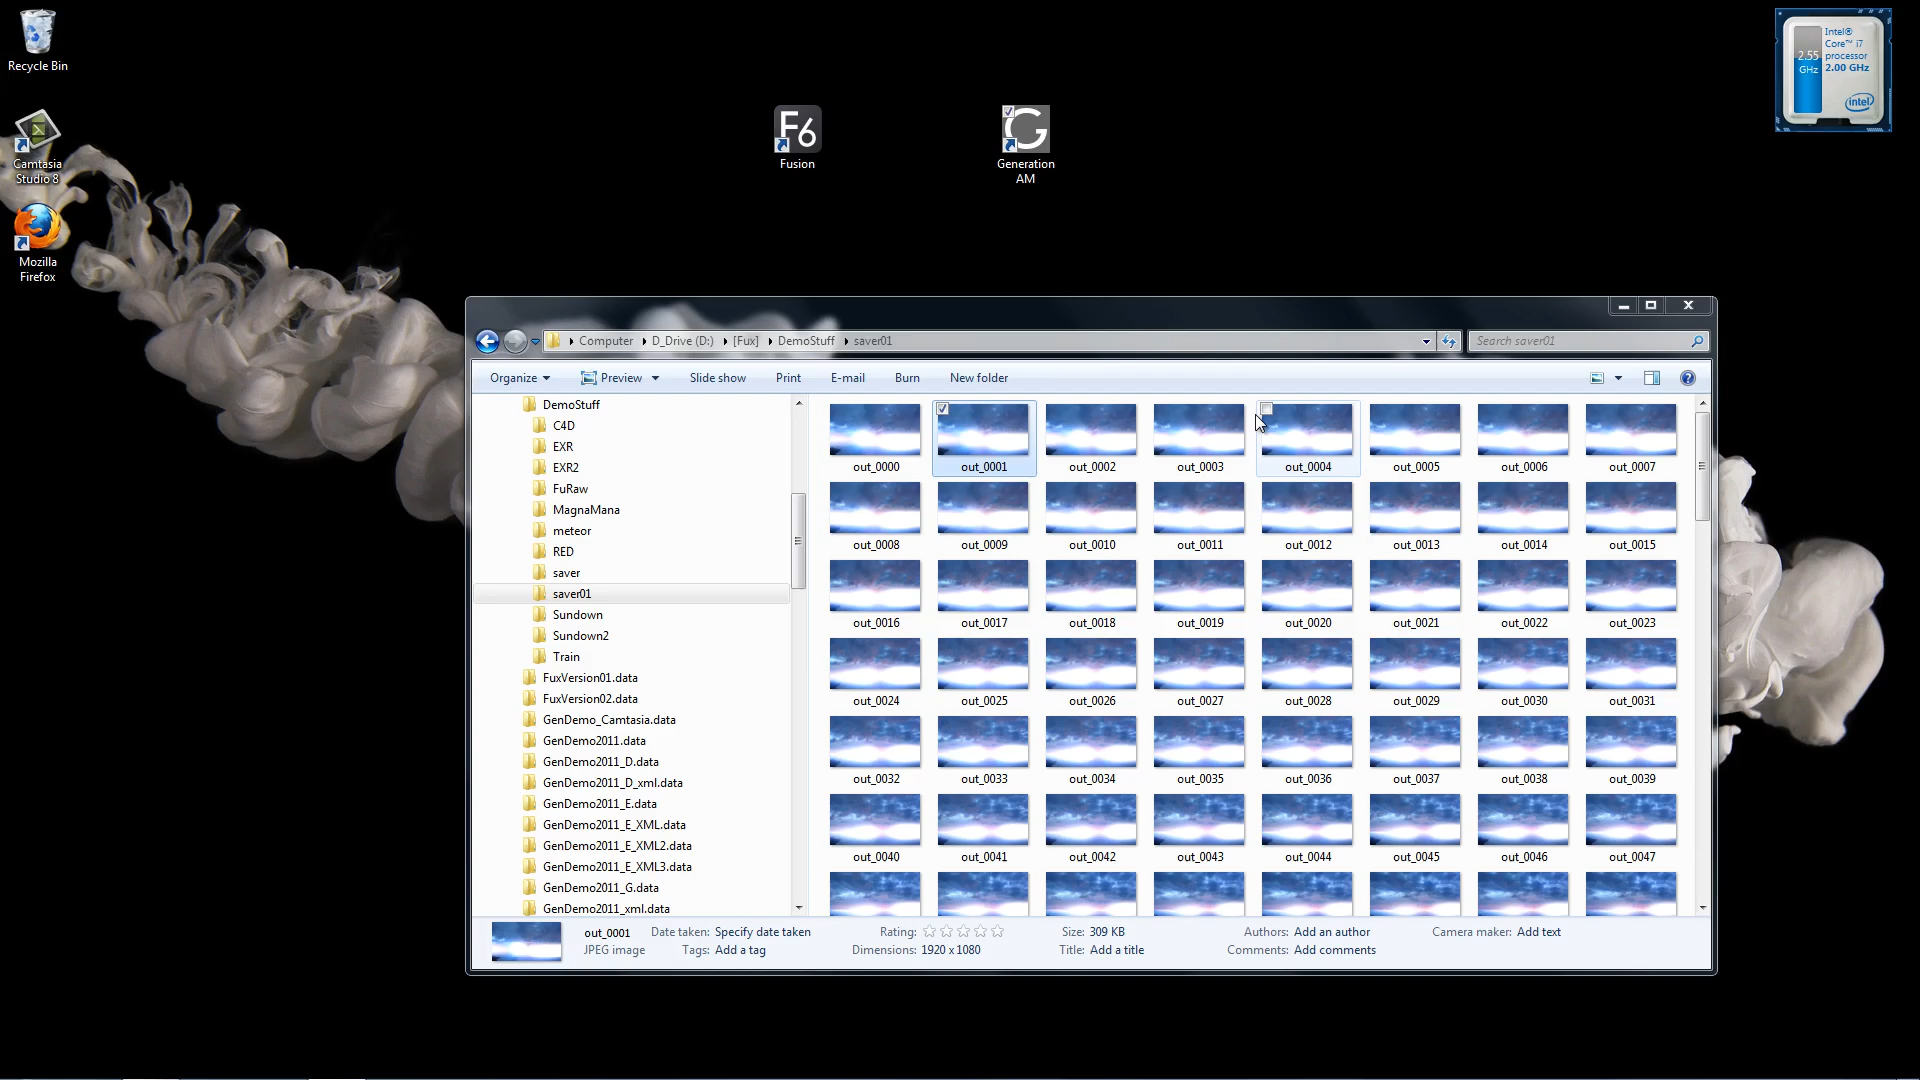 Recycle Bin
Camtasia
Studio 8
Mozilla
Firefox
F6
Fusion
G
Generation
AM
2.55
GHz
Intel®
Core™ i7
processor
2.00 GHz
intel
Computer D_Drive (D:) [Fux] DemoStuff saver01
Search saver01
Organize Preview Slide show Print E-mail Burn New folder
DemoStuff
C4D
EXR
EXR2
FuRaw
MagnaMana
meteor
RED
saver
saver01
Sundown
Sundown2
Train
FuxVersion01.data
FuxVersion02.data
GenDemo_Camtasia.data
GenDemo2011.data
GenDemo2011_D.data
GenDemo2011_D_xml.data
GenDemo2011_E.data
GenDemo2011_E_XML.data
GenDemo2011_E_XML2.data
GenDemo2011_E_XML3.data
GenDemo2011_G.data
GenDemo2011_xml.data
out_0000 out_0001 out_0002 out_0003 out_0004 out_0005 out_0006 out_0007
out_0008 out_0009 out_0010 out_0011 out_0012 out_0013 out_0014 out_0015
out_0016 out_0017 out_0018 out_0019 out_0020 out_0021 out_0022 out_0023
out_0024 out_0025 out_0026 out_0027 out_0028 out_0029 out_0030 out_0031
out_0032 out_0033 out_0034 out_0035 out_0036 out_0037 out_0038 out_0039
out_0040 out_0041 out_0042 out_0043 out_0044 out_0045 out_0046 out_0047
out_0001 Date taken: Specify date taken Rating: Size: 309 KB Authors: Add an author Camera maker: Add text
JPEG image Tags: Add a tag Dimensions: 1920 x 1080 Title: Add a title Comments: Add comments